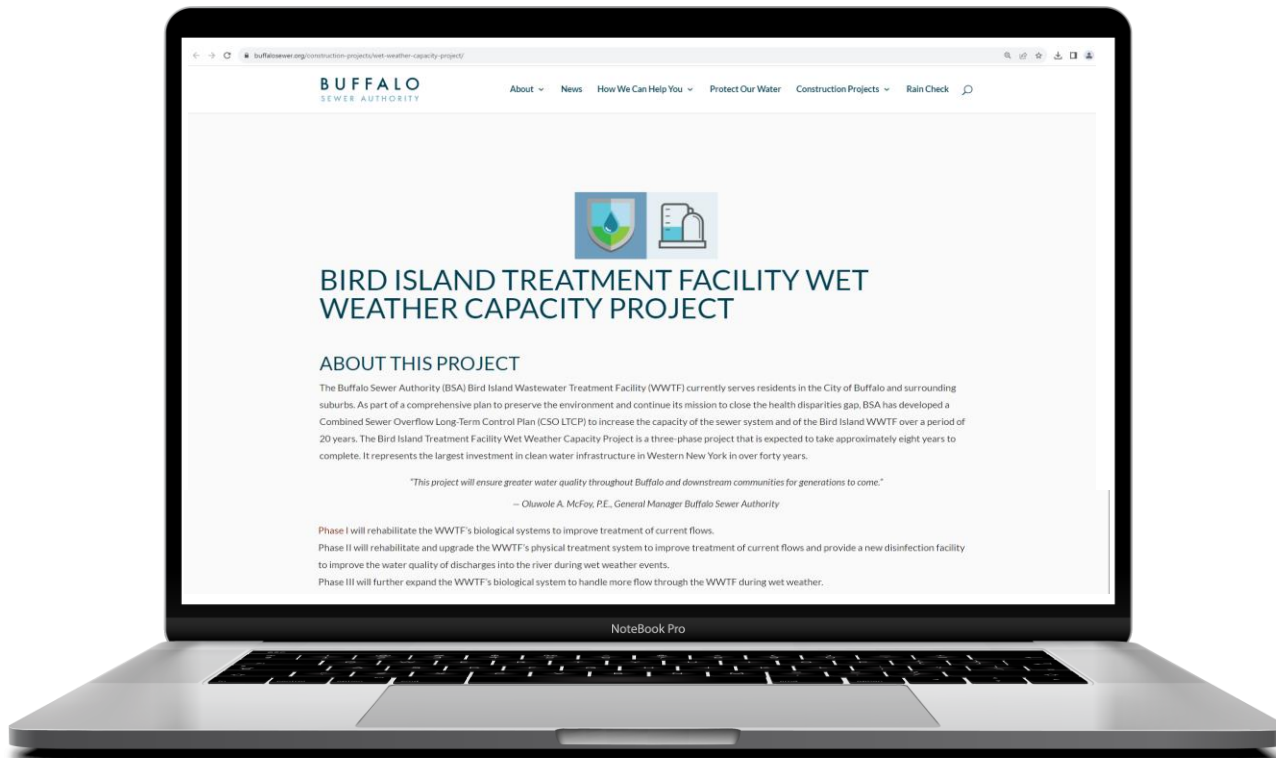 buffalosewer.org/construction-projects/wet-weather-capacity-project/
BUFFALO
SEWER AUTHORITY
About
News
How We Can Help You
Protect Our Water
Construction Projects
Rain Check
BIRD ISLAND TREATMENT FACILITY WET
WEATHER CAPACITY PROJECT
ABOUT THIS PROJECT
The Buffalo Sewer Authority (BSA) Bird Island Wastewater Treatment Facility (WWTF) currently serves residents in the City of Buffalo and surrounding
suburbs. As part of a comprehensive plan to preserve the environment and continue its mission to close the health disparities gap, BSA has developed a
Combined Sewer Overflow Long-Term Control Plan (CSO LTCP) to increase the capacity of the sewer system and of the Bird Island WWTF over a period of
20 years. The Bird Island Treatment Facility Wet Weather Capacity Project is a three-phase project that is expected to take approximately eight years to
complete. It represents the largest investment in clean water infrastructure in Western New York in over forty years.
"This project will ensure greater water quality throughout Buffalo and downstream communities for generations to come."
— Oluwole A. McFoy, P.E., General Manager Buffalo Sewer Authority
Phase I will rehabilitate the WWTF's biological systems to improve treatment of current flows.
Phase II will rehabilitate and upgrade the WWTF's physical treatment system to improve treatment of current flows and provide a new disinfection facility
to improve the water quality of discharges into the river during wet weather events.
Phase III will further expand the WWTF's biological system to handle more flow through the WWTF during wet weather.
NoteBook Pro